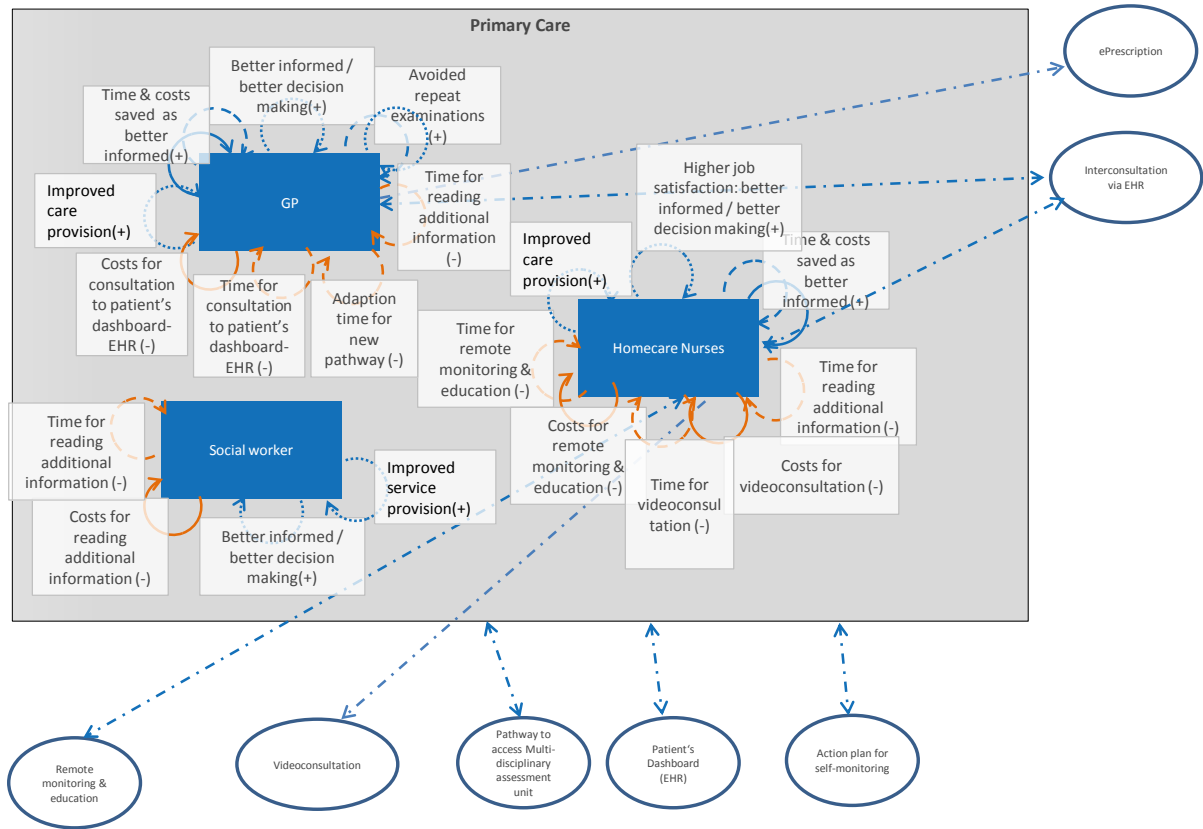 Primary Care
ePrescription
Interconsultation
via EHR
Better informed /
better decision
making(+)
Avoided
repeat
examinations
(+)
Time & costs
saved as
better
informed(+)
Improved
care
provision(+)
GP
Time for
reading
additional
information
(-)
Costs for
consultation
to patient's
dashboard-
EHR (-)
Time for
consultation
to patient's
dashboard-
EHR (-)
Adaption
time for
new
pathway (-)
Higher job
satisfaction: better
informed / better
decision making(+)
Improved
care
provision(+)
Time & costs
saved as
better
informed(+)
Homecare Nurses
Time for
remote
monitoring &
education (-)
Time for
reading
additional
information (-)
Costs for
remote
monitoring &
education (-)
Time for
videoconsul
tation (-)
Costs for
videoconsultation (-)
Time for
reading
additional
information (-)
Social worker
Improved
service
provision(+)
Costs for
reading
additional
information (-)
Better informed /
better decision
making(+)
Remote
monitoring &
education
Videoconsultation
Pathway to
access Multi-
disciplinary
assessment
unit
Patient's
Dashboard
(EHR)
Action plan for
self-monitoring